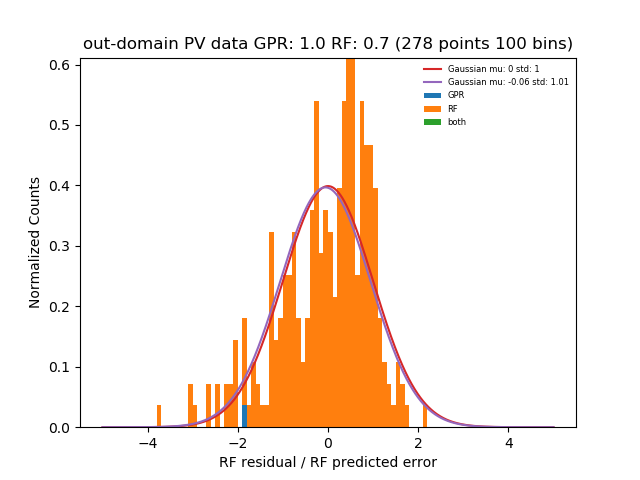 out-domain PV data GPR: 1.0 RF: 0.7 (278 points 100 bins)
Gaussian mu: 0 std: 1
Gaussian mu: -0.06 std: 1.01
GPR
RF
both
0.6
0.5
0.4
0.3
0.2
0.1
0.0
Normalized Counts
−4
−2
0
2
4
RF residual / RF predicted error